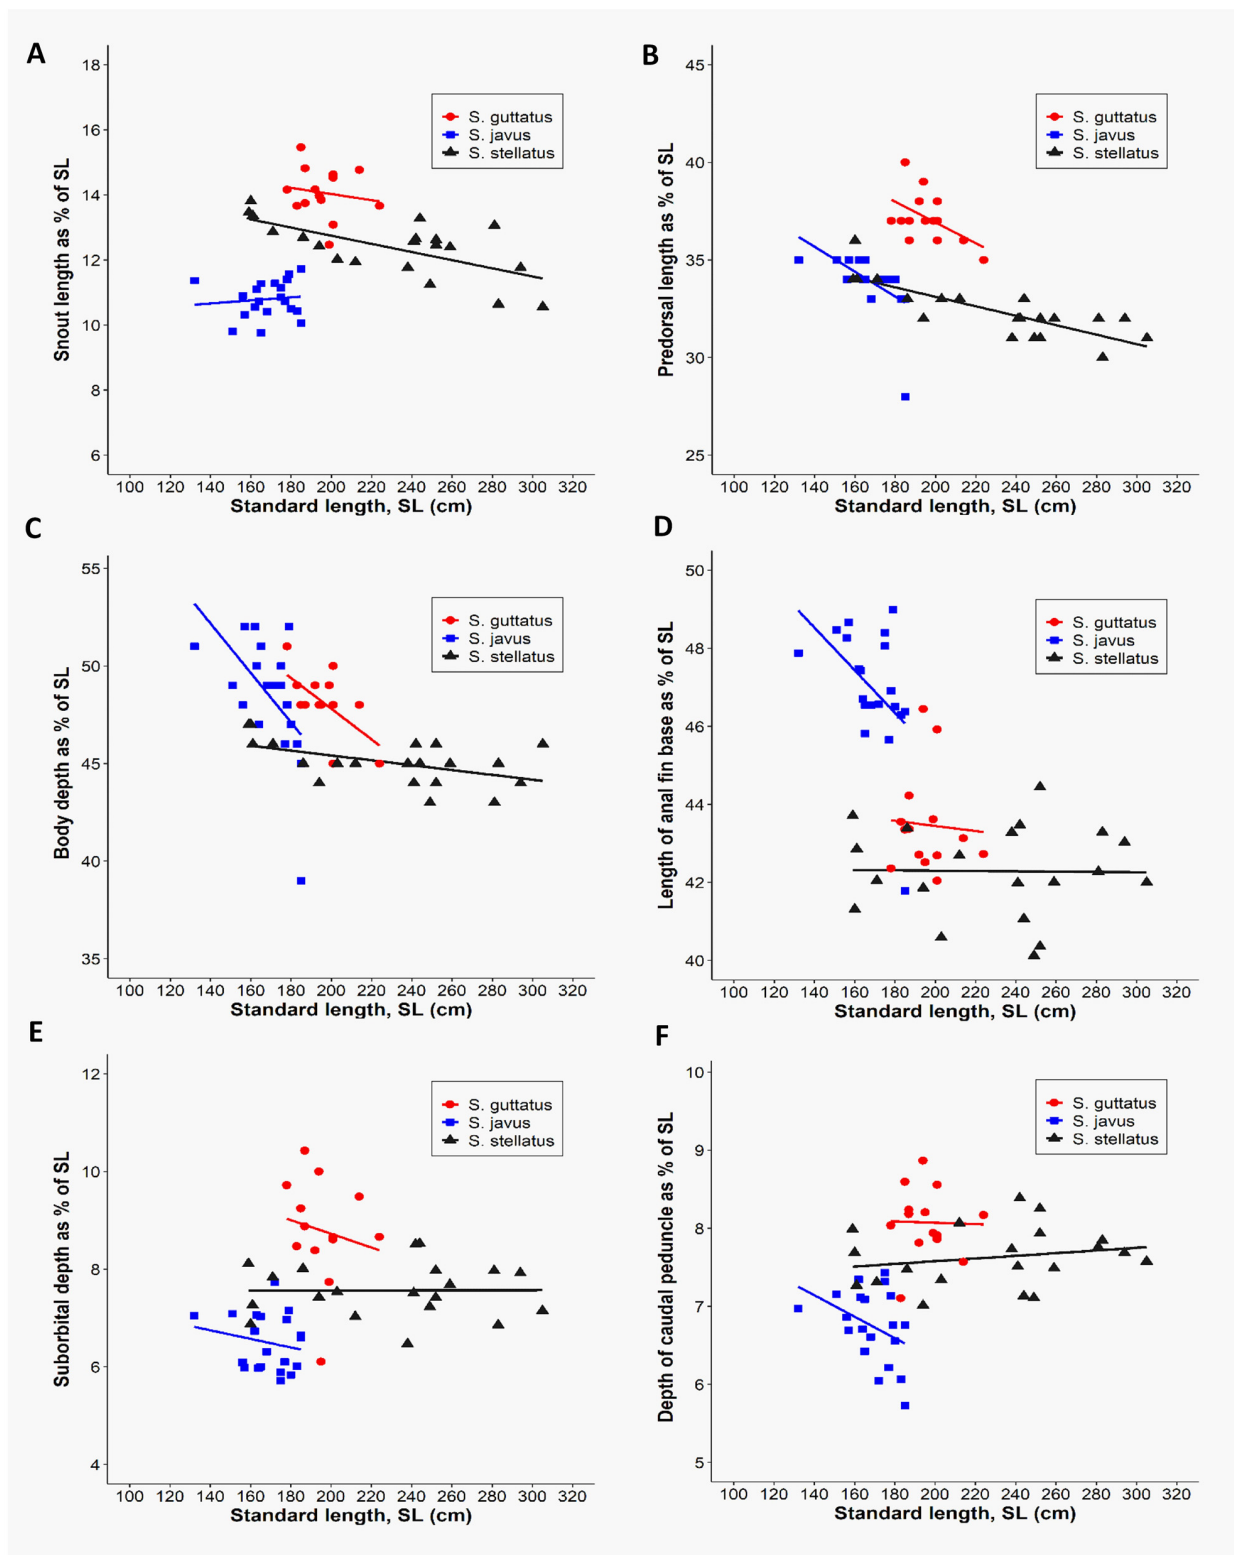 A
Snout length as % of SL
18
16
14
12
10
8
6
S. guttatus
S. javus
S. stellatus
100 120 140 160 180 200 220 240 260 280 300 320
Standard length, SL (cm)
B
Predorsal length as % of SL
45
40
35
30
25
S. guttatus
S. javus
S. stellatus
100 120 140 160 180 200 220 240 260 280 300 320
Standard length, SL (cm)
C
Body depth as % of SL
55
50
45
40
35
S. guttatus
S. javus
S. stellatus
100 120 140 160 180 200 220 240 260 280 300 320
Standard length, SL (cm)
D
Length of anal fin base as % of SL
50
48
46
44
42
40
S. guttatus
S. javus
S. stellatus
100 120 140 160 180 200 220 240 260 280 300 320
Standard length, SL (cm)
E
Suborbital depth as % of SL
12
10
8
6
4
S. guttatus
S. javus
S. stellatus
100 120 140 160 180 200 220 240 260 280 300 320
Standard length, SL (cm)
F
Depth of caudal peduncle as % of SL
10
9
8
7
6
5
S. guttatus
S. javus
S. stellatus
100 120 140 160 180 200 220 240 260 280 300 320
Standard length, SL (cm)